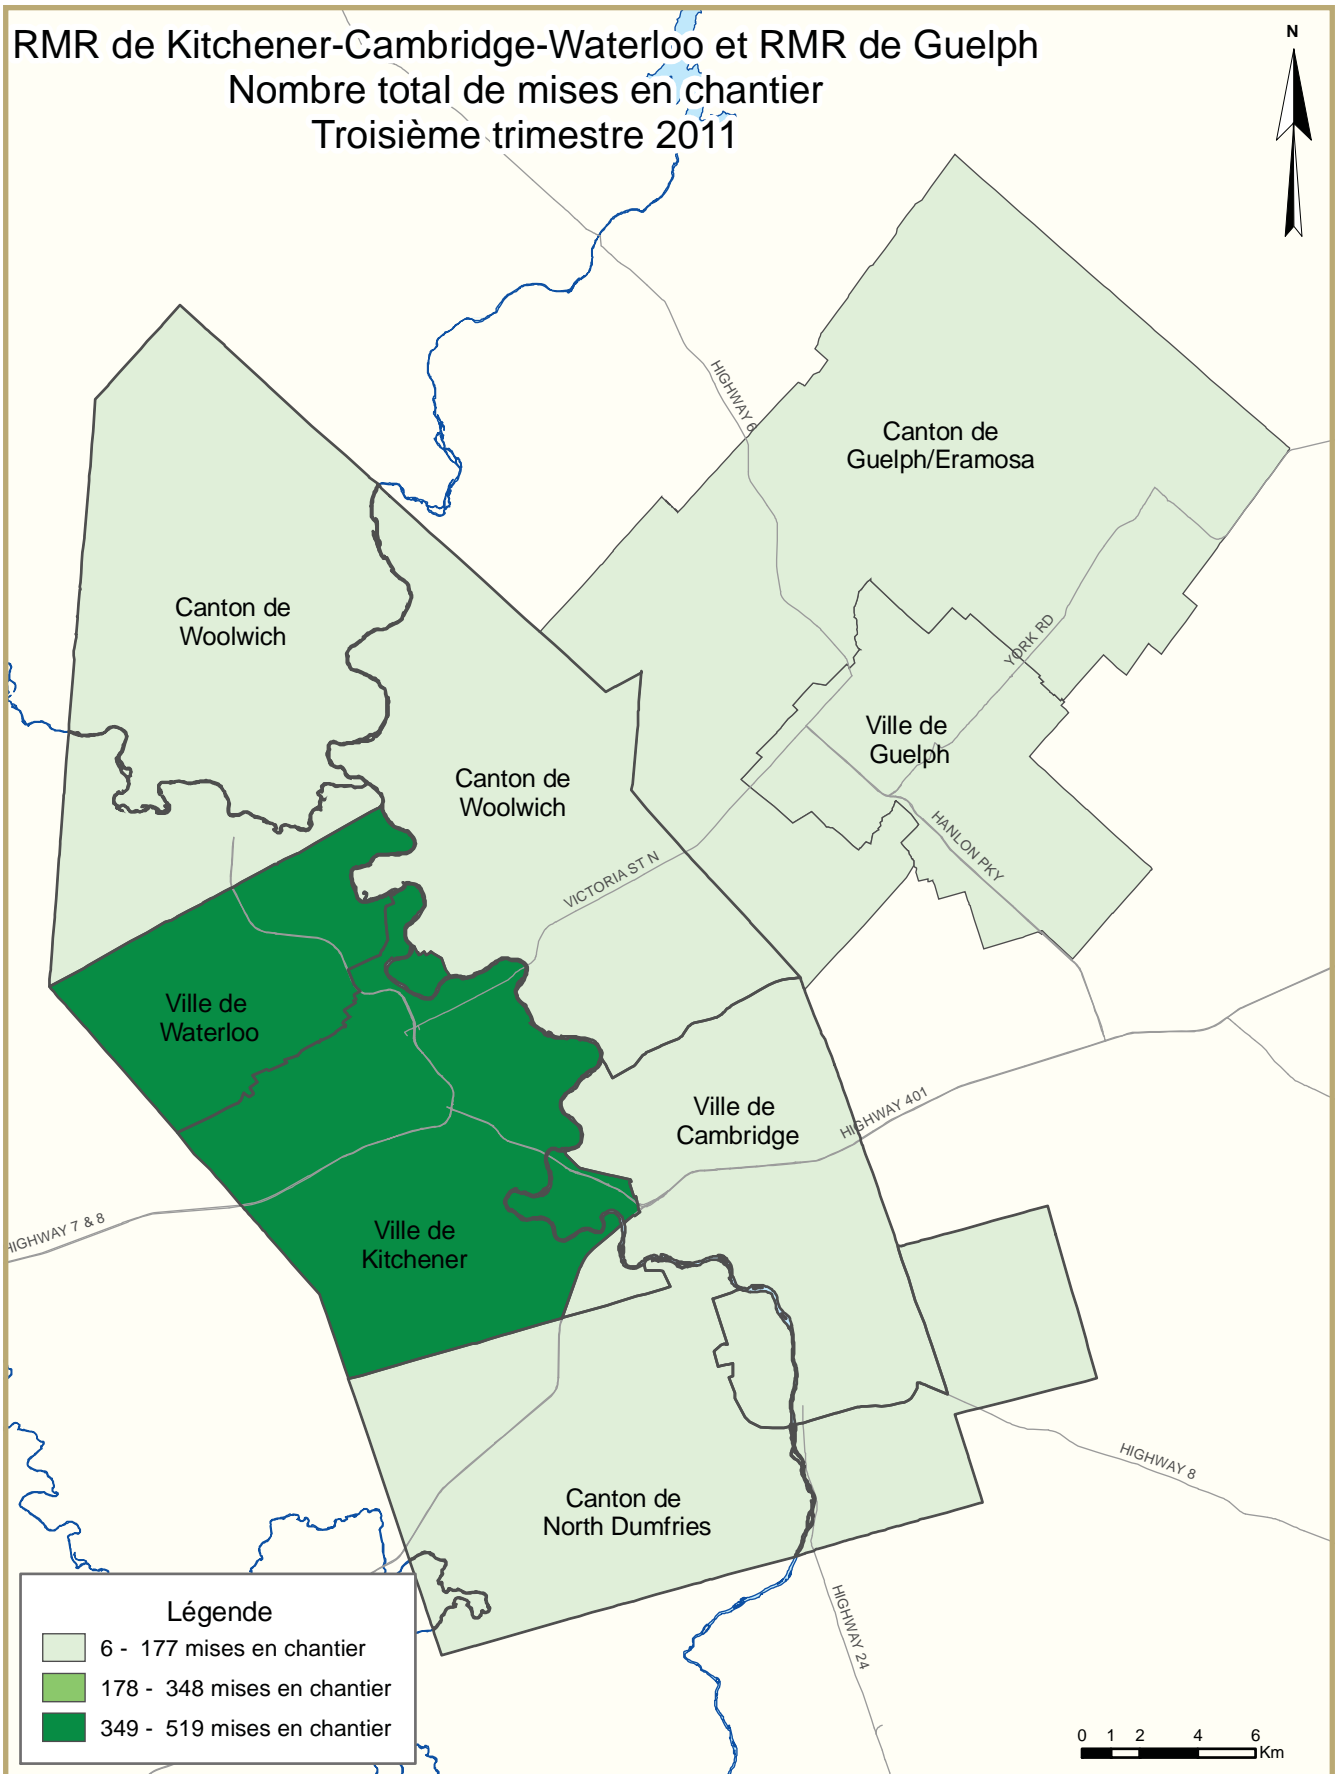 RMR de Kitchener-Cambridge-Waterloo et RMR de Guelph
Nombre total de mises en chantier
Troisième trimestre 2011
N
HIGHWAY 6
Canton de
Guelph/Eramosa
Canton de
Woolwich
YORK RD
Ville de
Guelph
Canton de
Woolwich
HANLON PKY
VICTORIA ST N
Ville de
Waterloo
Ville de
Cambridge
HIGHWAY 401
HIGHWAY 7 & 8
Ville de
Kitchener
HIGHWAY 8
Canton de
North Dumfries
HIGHWAY 24
Légende
6 - 177 mises en chantier
178 - 348 mises en chantier
349 - 519 mises en chantier
0 1 2 4 6
Km